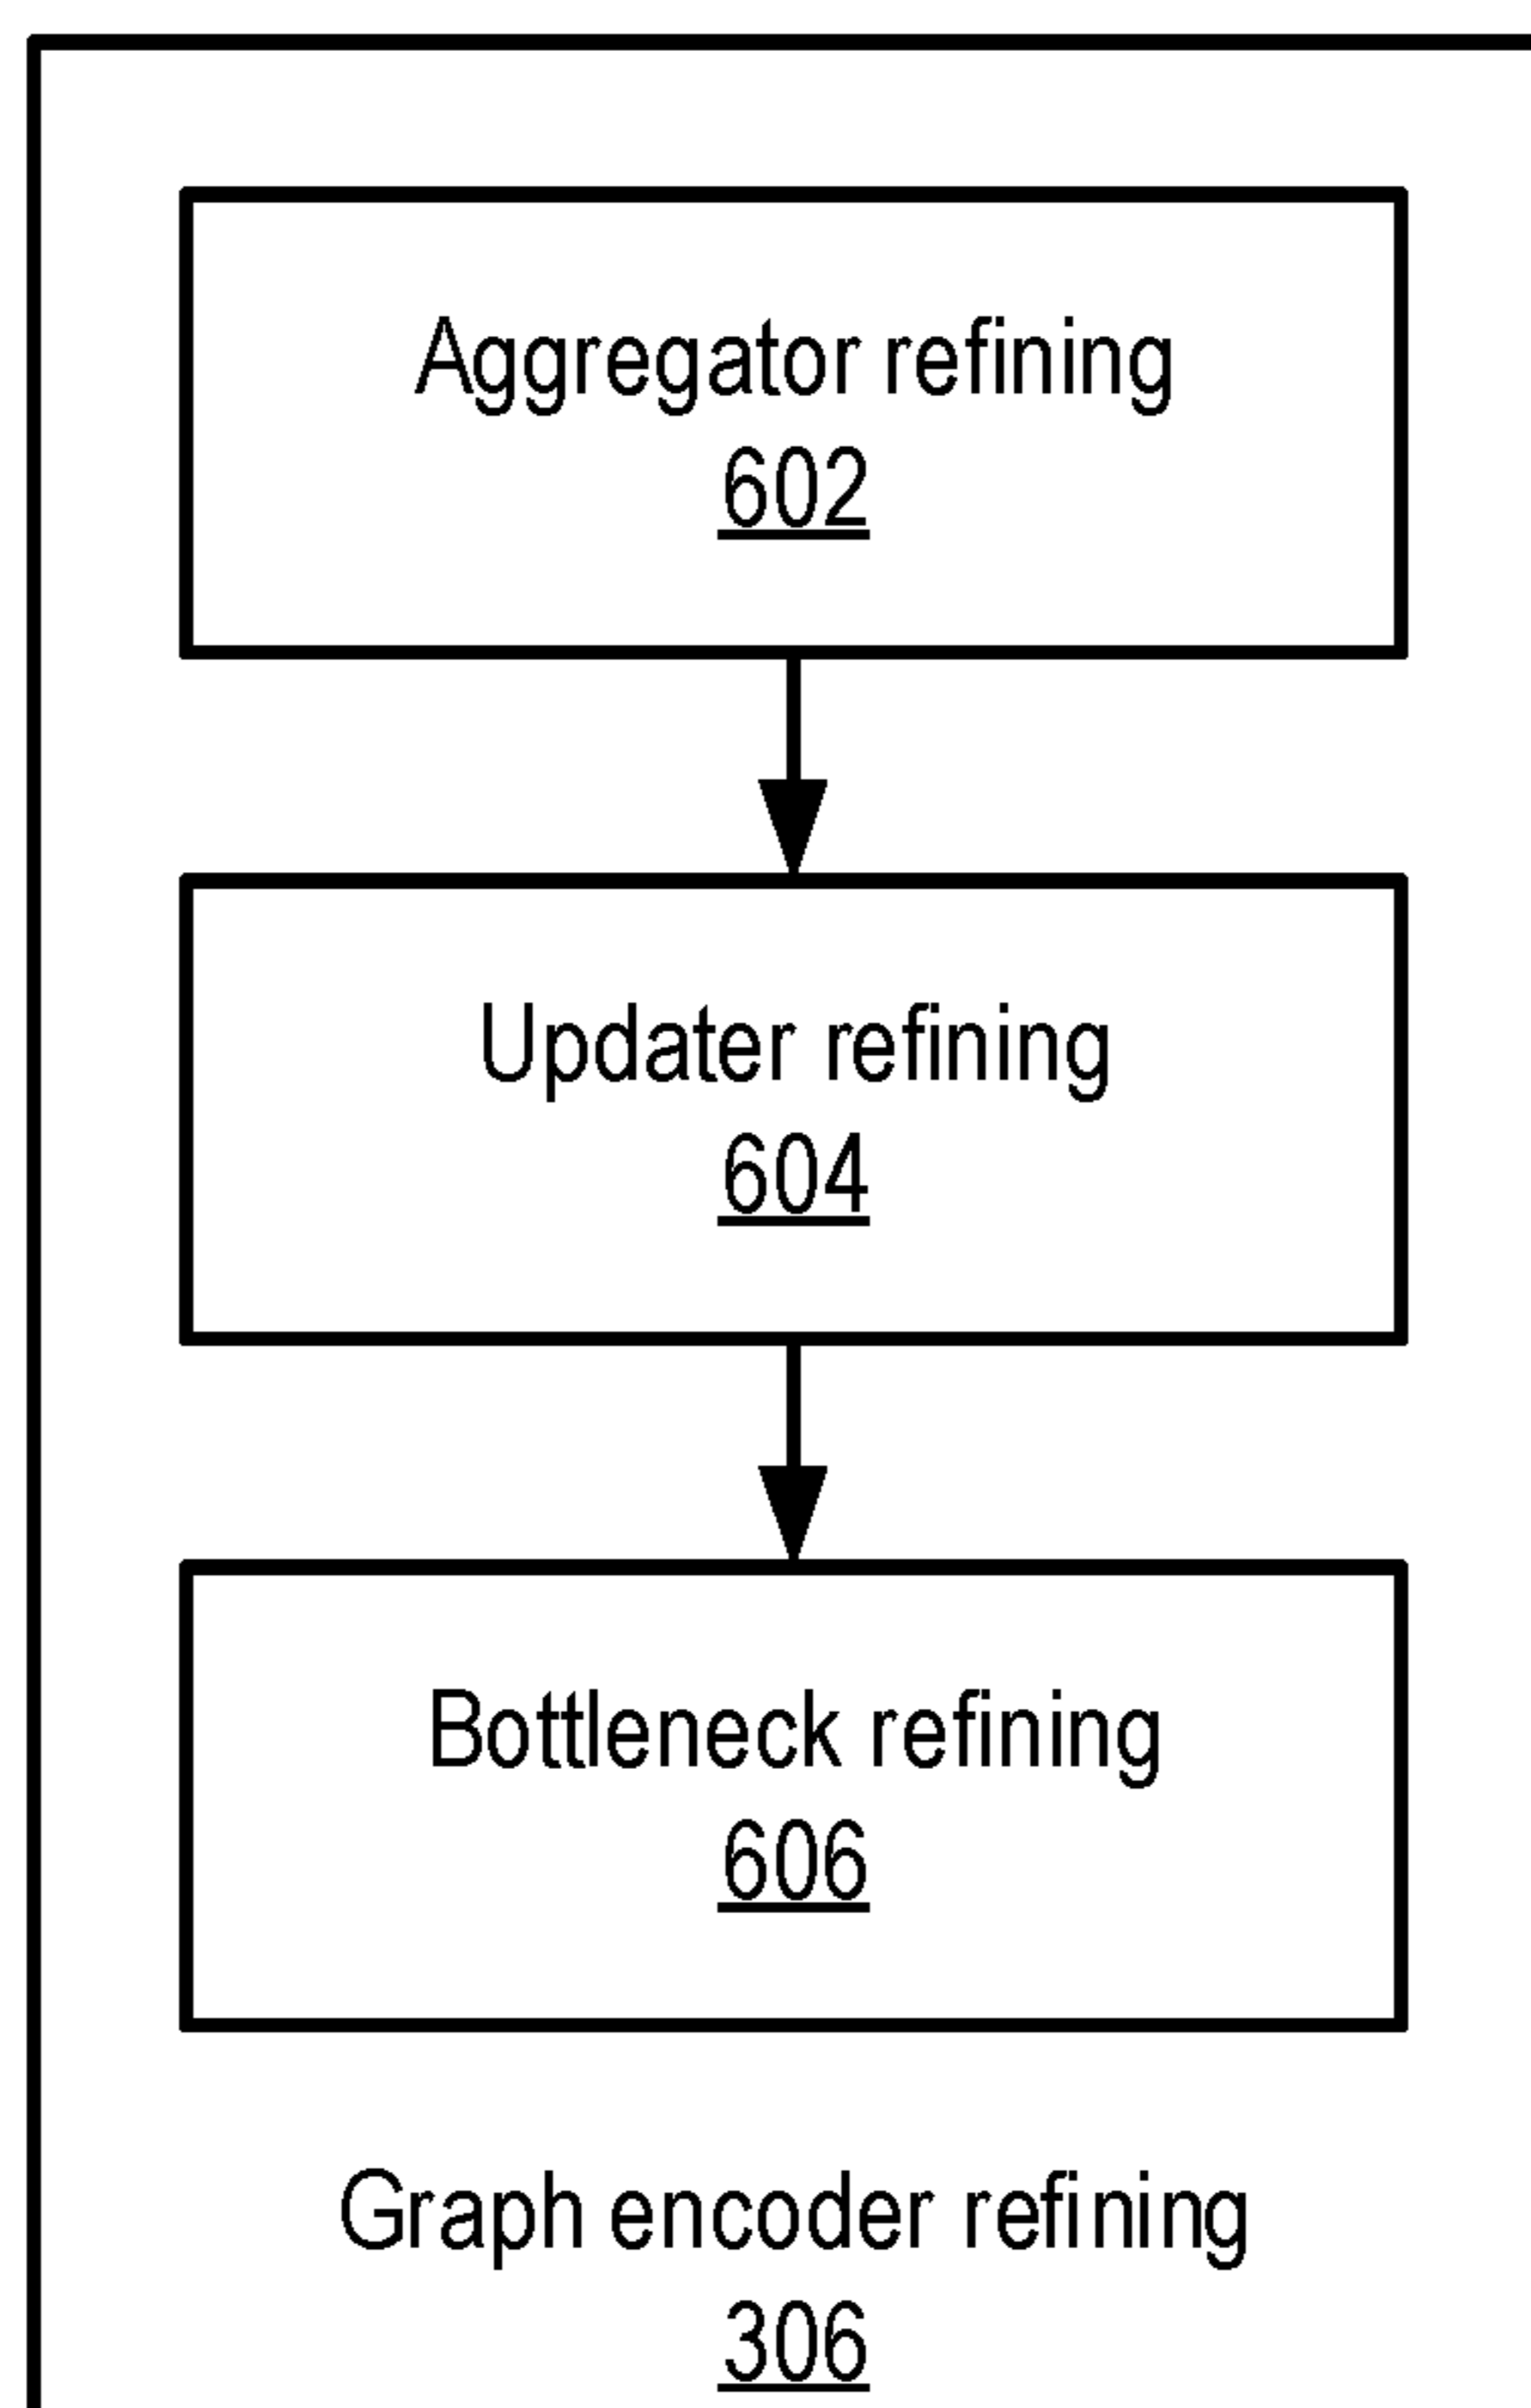 Aggregator refining
602
Updater refining
604
Bottleneck refining
606
Graph encoder refining
306